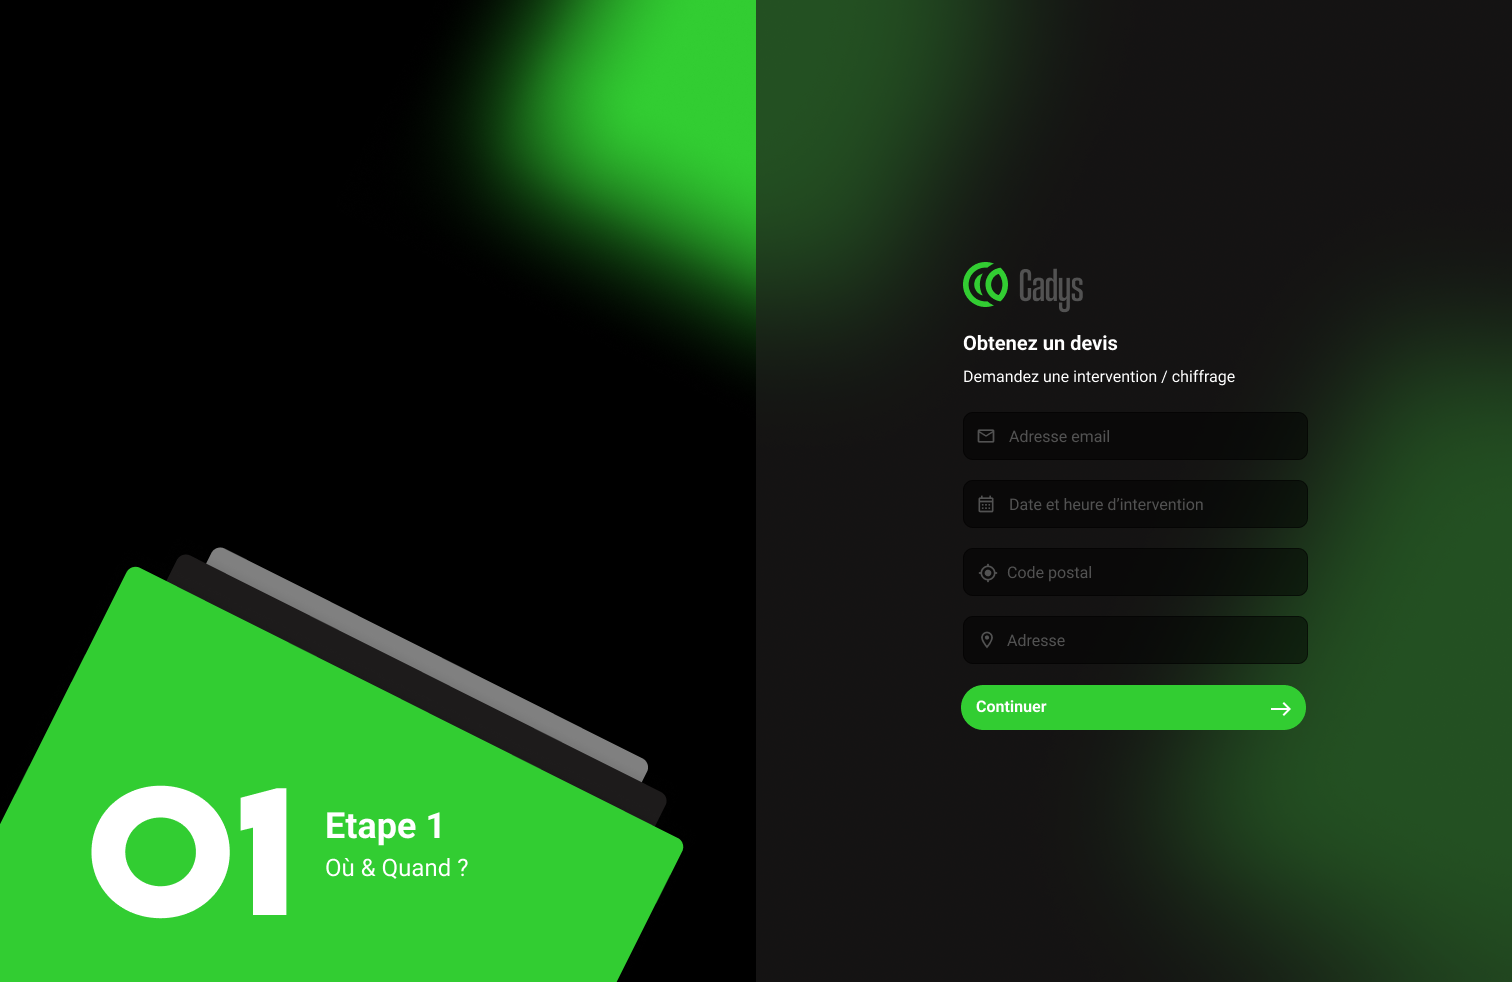 01
Etape 1
Où & Quand ?
Cadys
Obtenez un devis
Demandez une intervention / chiffrage
Adresse email
Date et heure d’intervention
Code postal
Adresse
Continuer